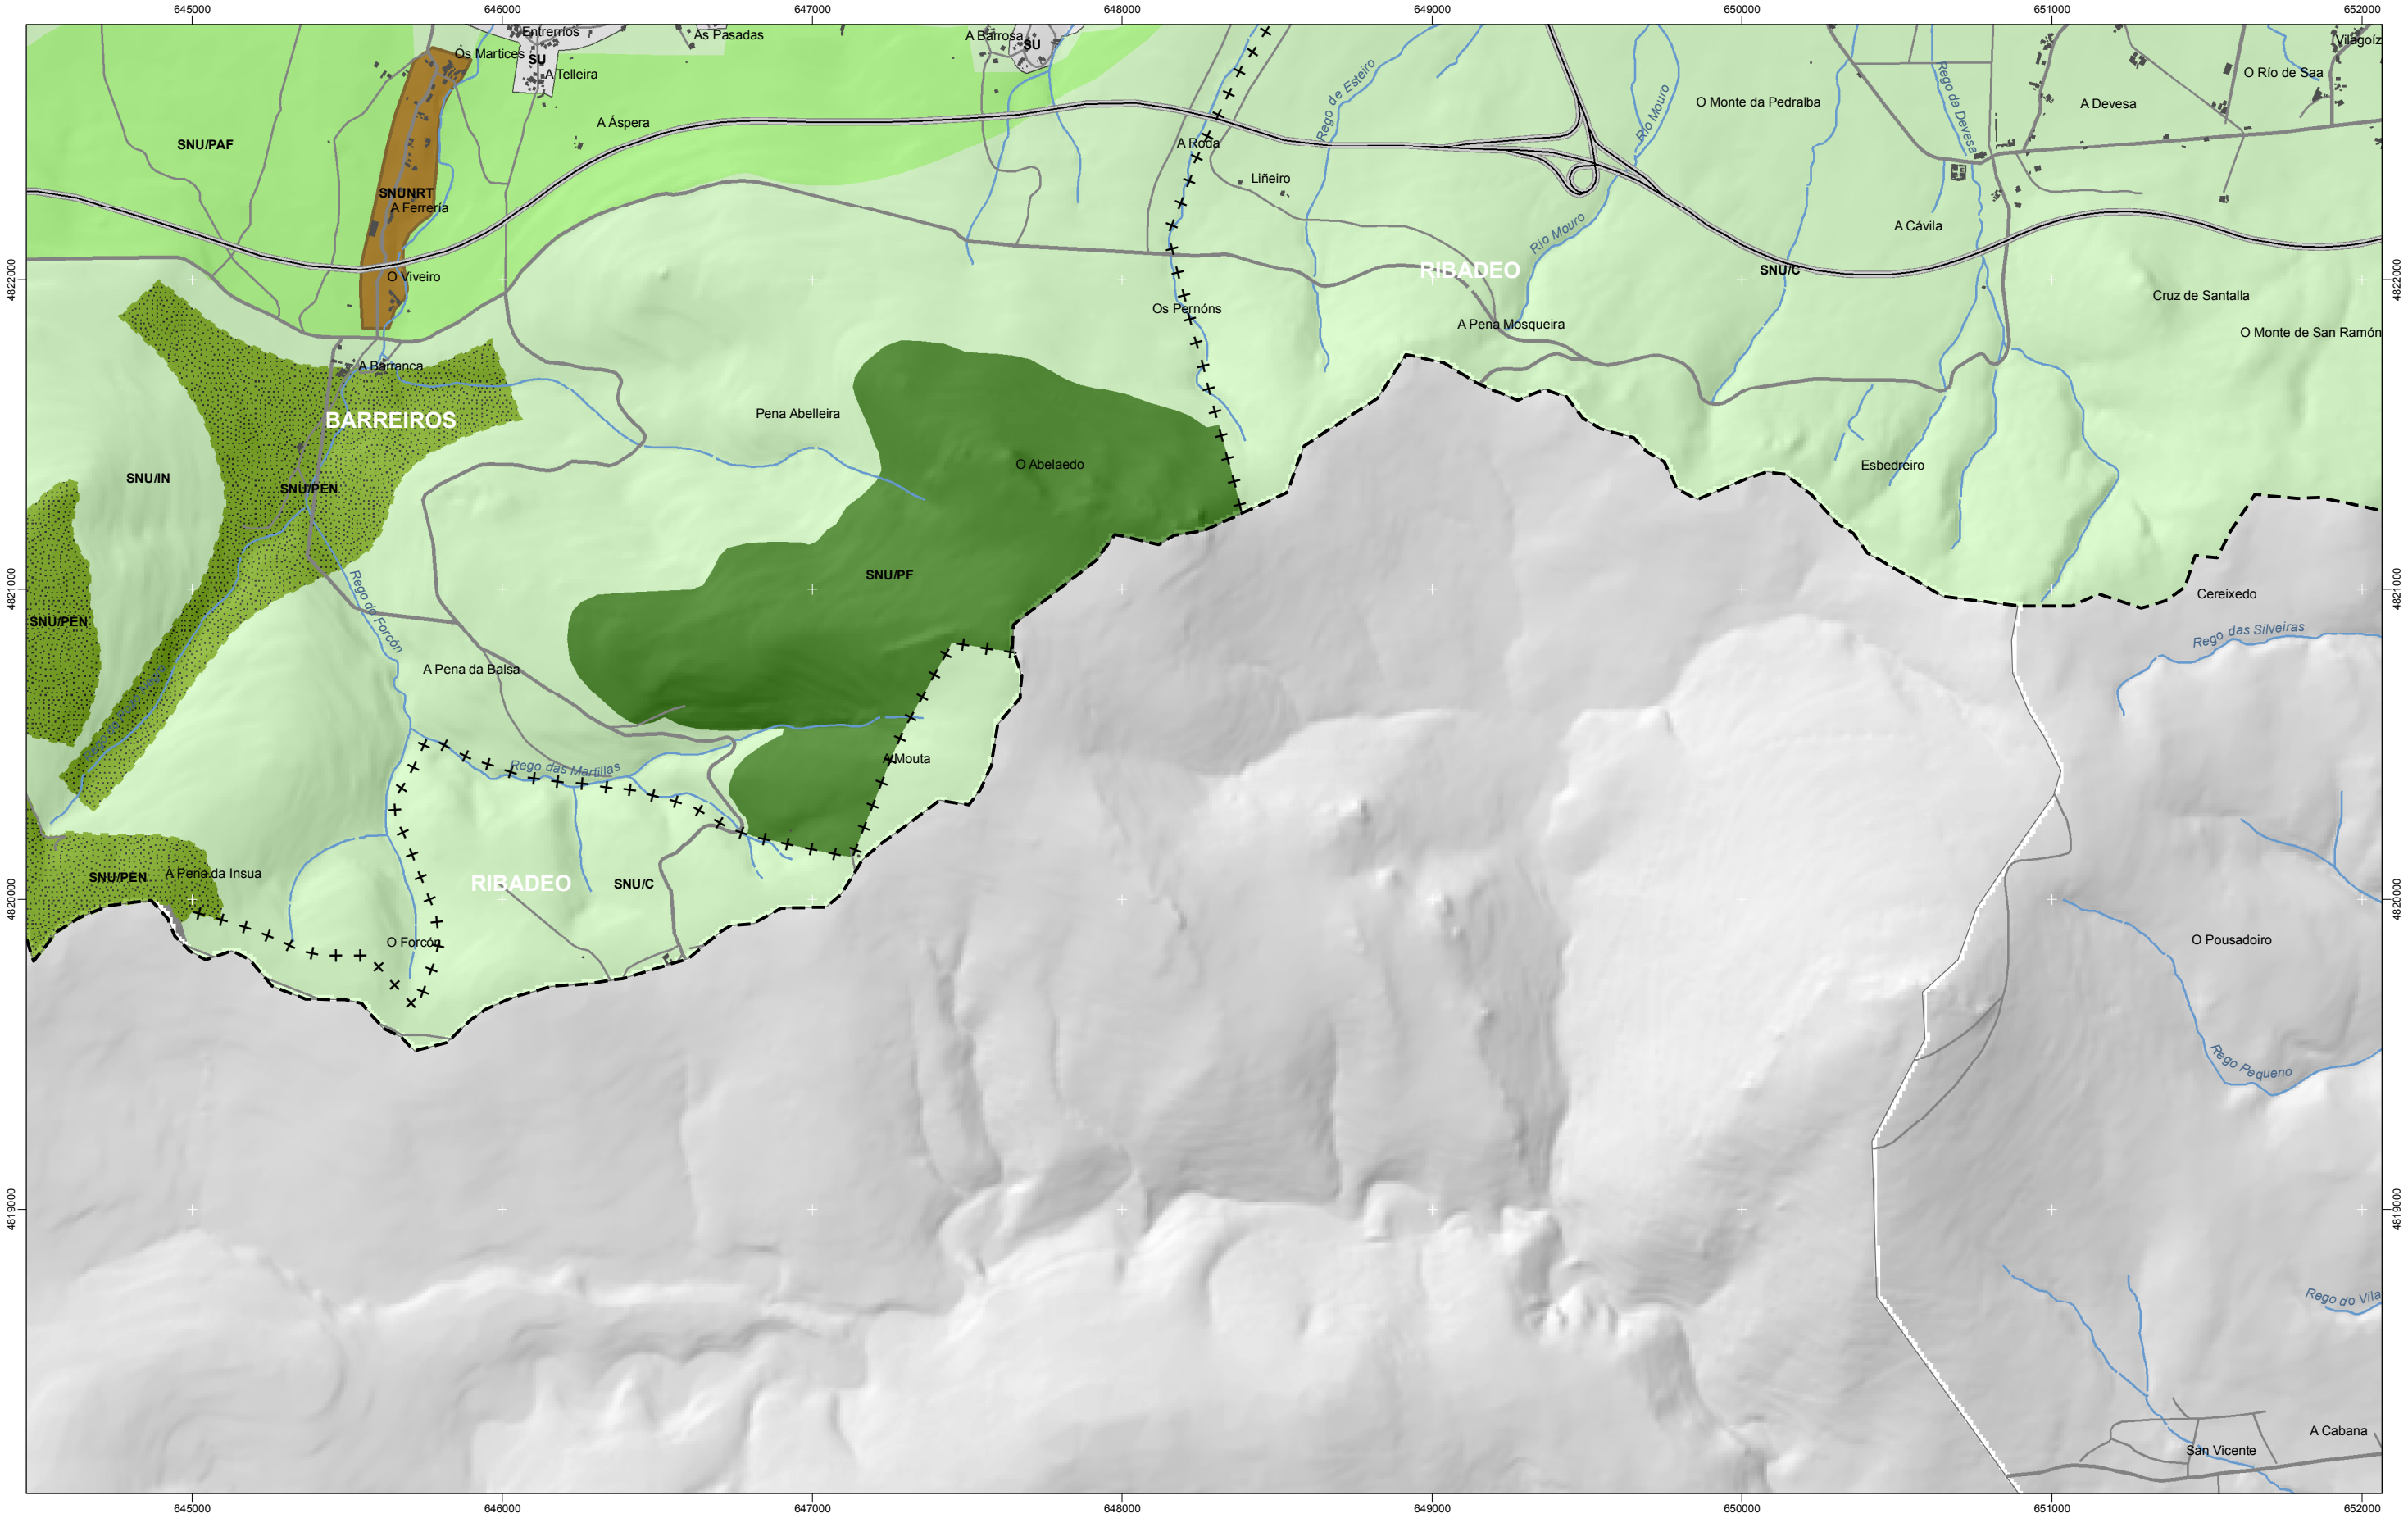 645000
646000
647000
648000
649000
650000
651000
652000
Entrerríos
As Pasadas
A Barrosa
SU
Os Martices
SU
A Telleira
Vilagoíz
O Río de Saa
Rego de Esteiro
Rio Mouro
O Monte da Pedralba
Rego da Devesa
A Devesa
A Áspera
SNU/PAF
A Roda
Liñeiro
SNUNRT
A Ferrería
Rio Mouro
A Cávila
4822000
O Viveiro
RIBADEO
SNU/C
4822000
Cruz de Santalla
Os Pernóns
A Pena Mosqueira
O Monte de San Ramón
A Barranca
BARREIROS
Pena Abelleira
O Abelaedo
Esbedreiro
SNU/IN
SNU/PEN
SNU/PF
4821000
4821000
Rego do Forcón
Cereixedo
SNU/PEN
Rego das Silveiras
A Pena da Balsa
A Mouta
Rego das Martillas
SNU/PEN
A Pena da Insua
RIBADEO
SNU/C
4820000
4820000
O Forcón
O Pousadoiro
Rego Pequeno
4819000
4819000
Rego do Vila
A Cabana
San Vicente
645000
646000
647000
648000
649000
650000
651000
652000